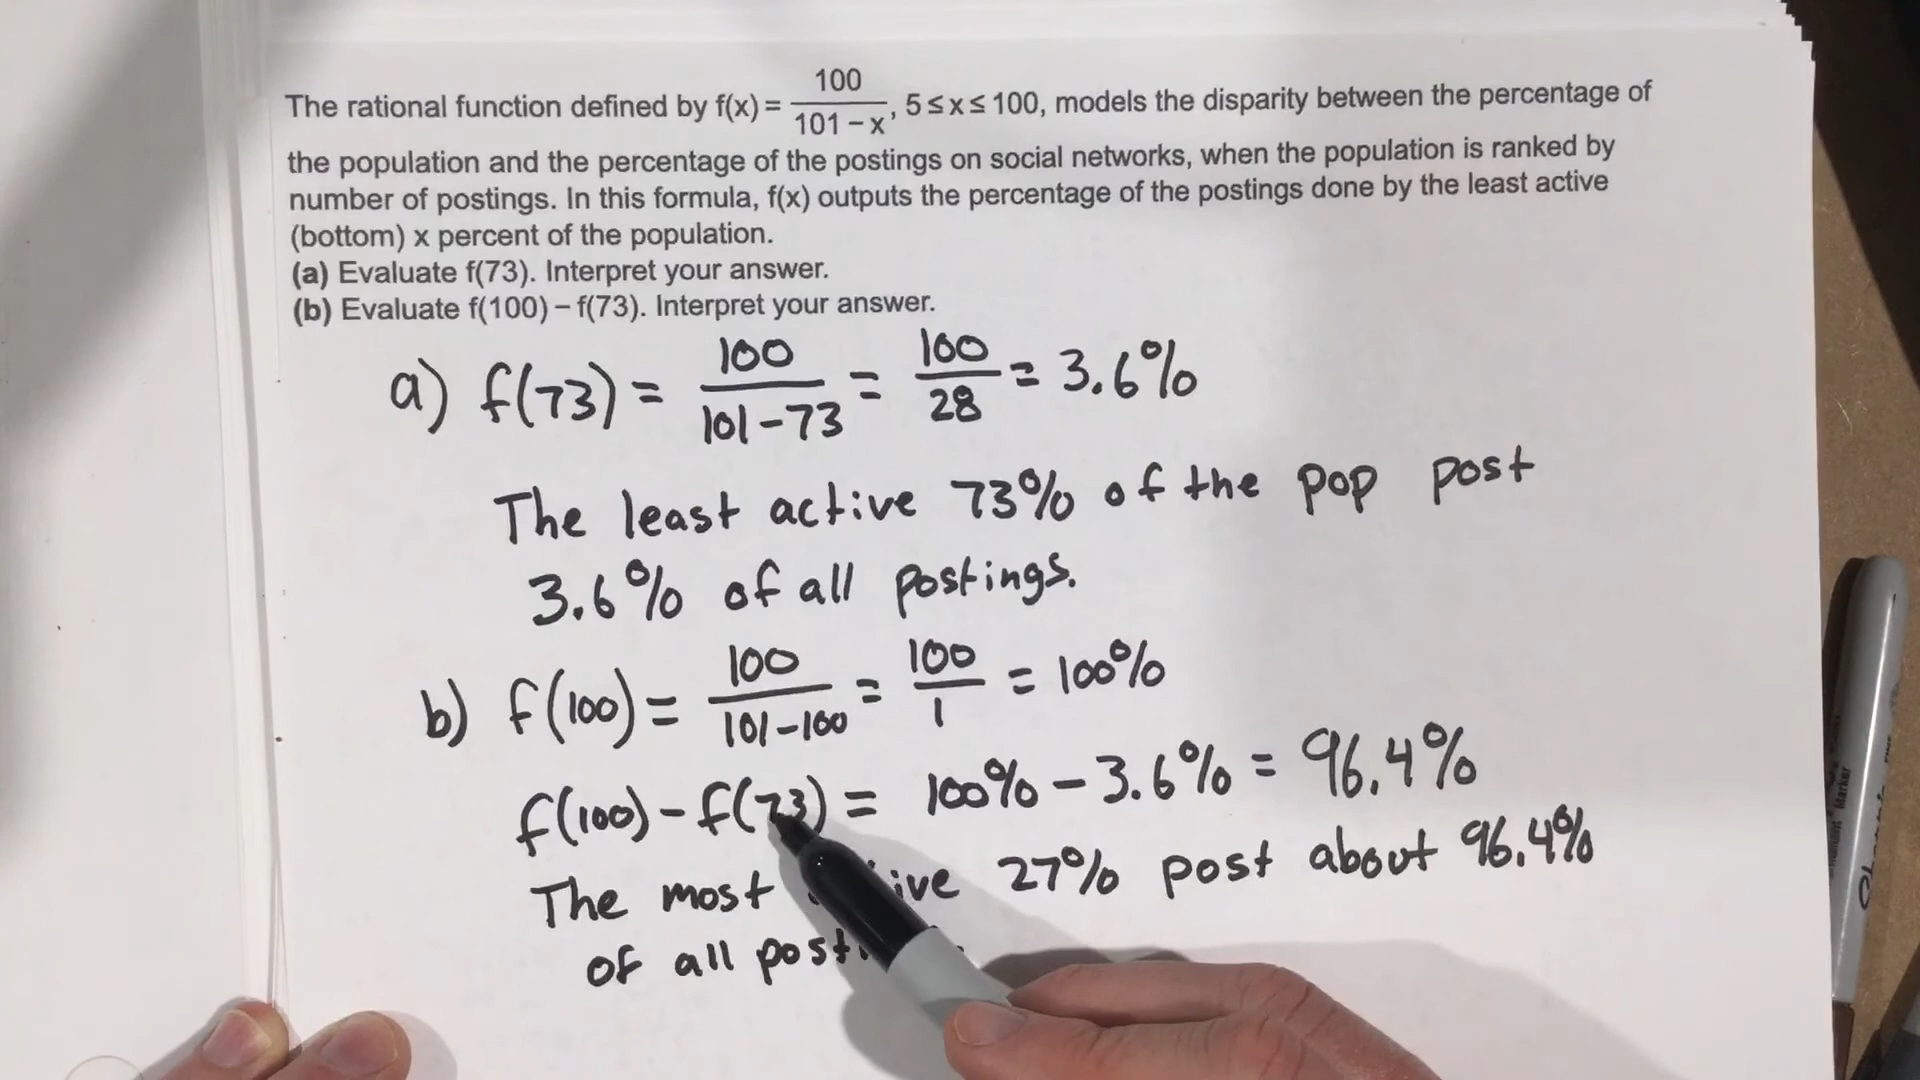 The rational function defined by f(x) = 100/(101 − x), 5 ≤ x ≤ 100, models the disparity between the percentage of
the population and the percentage of the postings on social networks, when the population is ranked by
number of postings. In this formula, f(x) outputs the percentage of the postings done by the least active
(bottom) x percent of the population.
(a) Evaluate f(73). Interpret your answer.
(b) Evaluate f(100) − f(73). Interpret your answer.
a) f(73) = 100/(101−73) = 100/28 = 3.6%
The least active 73% of the pop post
3.6% of all postings.
b) f(100) = 100/(101−100) = 100/1 = 100%
f(100) − f(73) = 100% − 3.6% = 96.4%
The most 27% post about 96.4%
of all
Marker